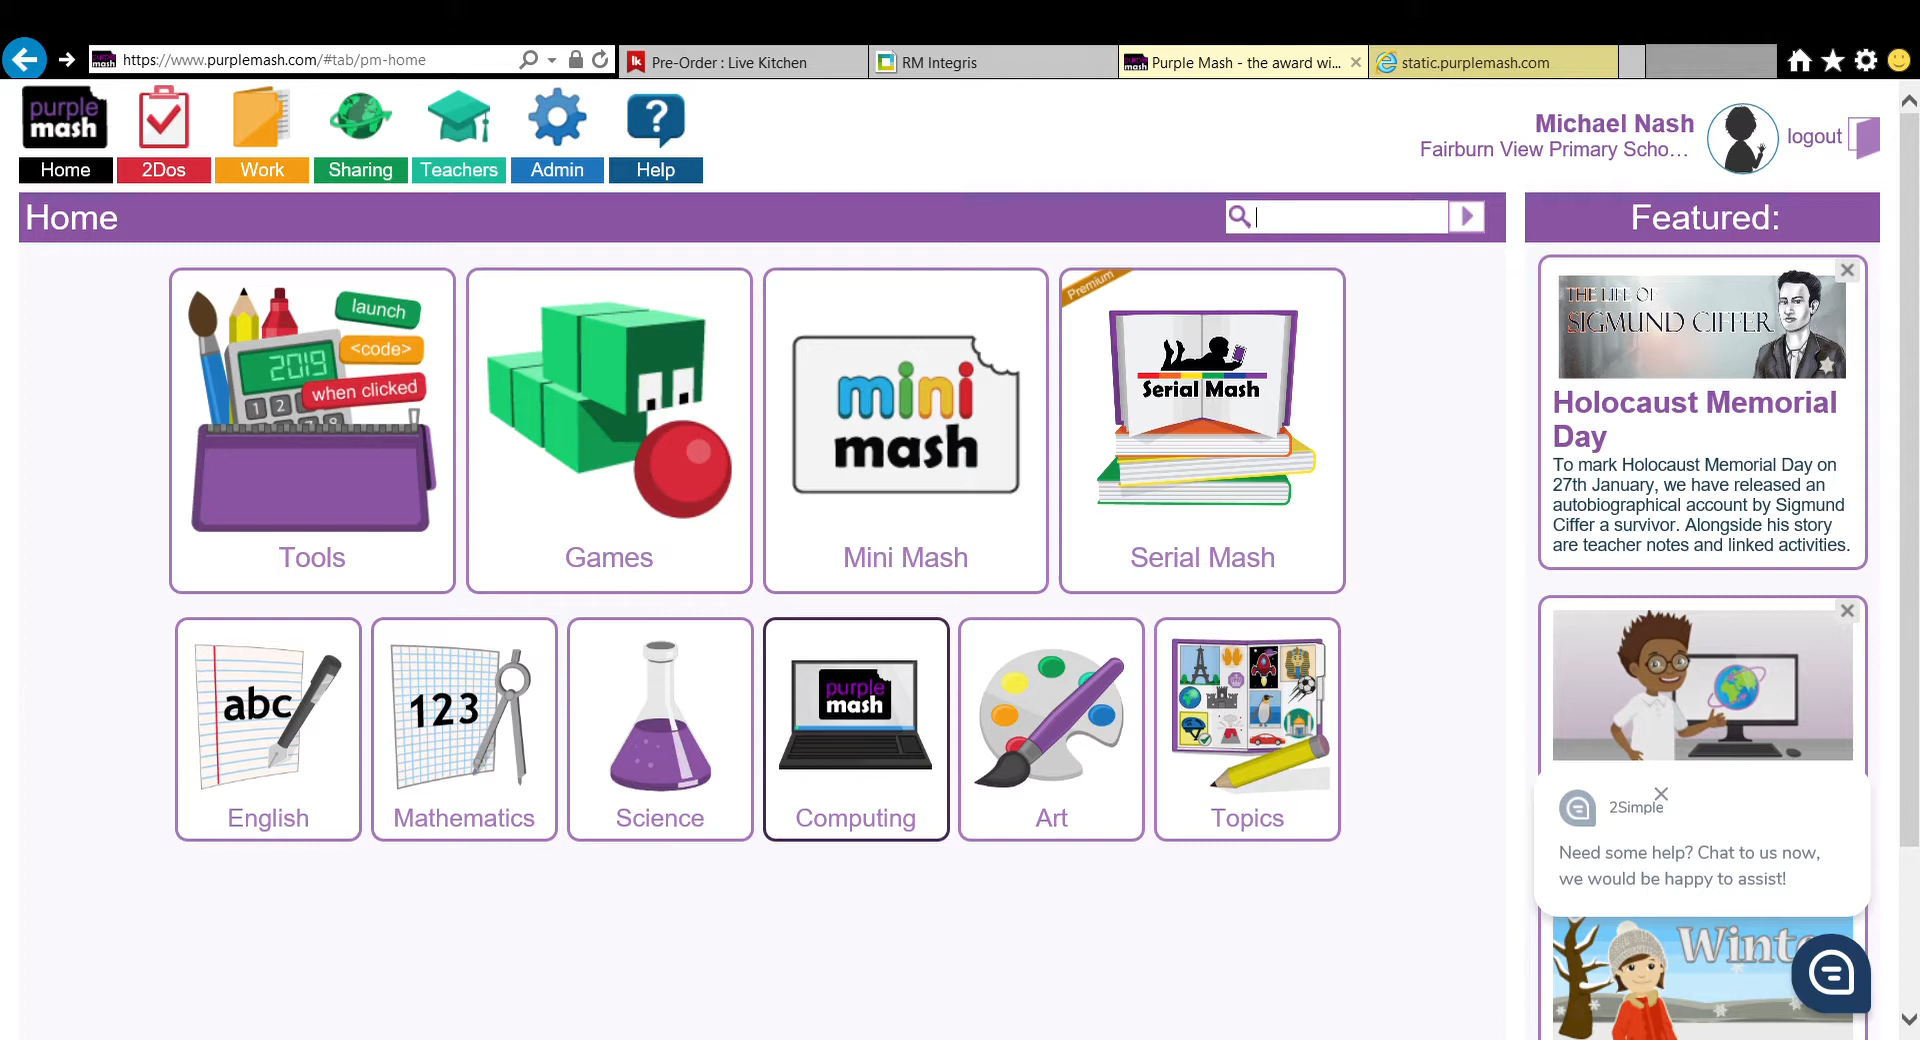 https://www.purplemash.com/#tab/pm-home
Pre-Order : Live Kitchen
RM Integris
Purple Mash - the award wi...
static.purplemash.com
purple
mash
Home
2Dos
Work
Sharing
Teachers
Admin
?
Help
Michael Nash
Fairburn View Primary Scho...
logout
Home
Featured:
launch
<code>
2019
when clicked
1 2
Tools
Games
mini
mash
Mini Mash
Premium
Serial Mash
Serial Mash
THE LIFE OF
SIGMUND CIFFER
Holocaust Memorial
Day
To mark Holocaust Memorial Day on
27th January, we have released an
autobiographical account by Sigmund
Ciffer a survivor. Alongside his story
are teacher notes and linked activities.
abc
English
123
Mathematics
Science
purple
mash
Computing
Art
Topics
2Simple
Need some help? Chat to us now,
we would be happy to assist!